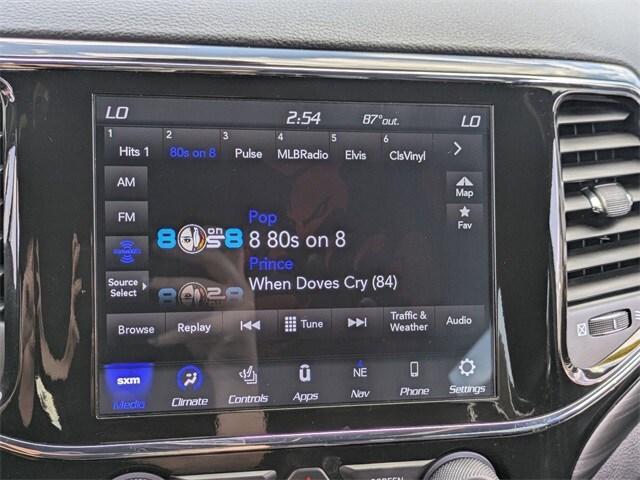 LO 2:54 87°out. LO
1 2 3 4 5 6
Hits 1 80s on 8 Pulse MLBRadio Elvis ClsVinyl
AM
Map
FM
Pop
Fav
8 80s on 8
Prince
Source
Select
When Doves Cry (84)
Browse Replay Tune Traffic &
Weather Audio
sxm NE
Media Climate Controls Apps Nav Phone Settings
SCREEN